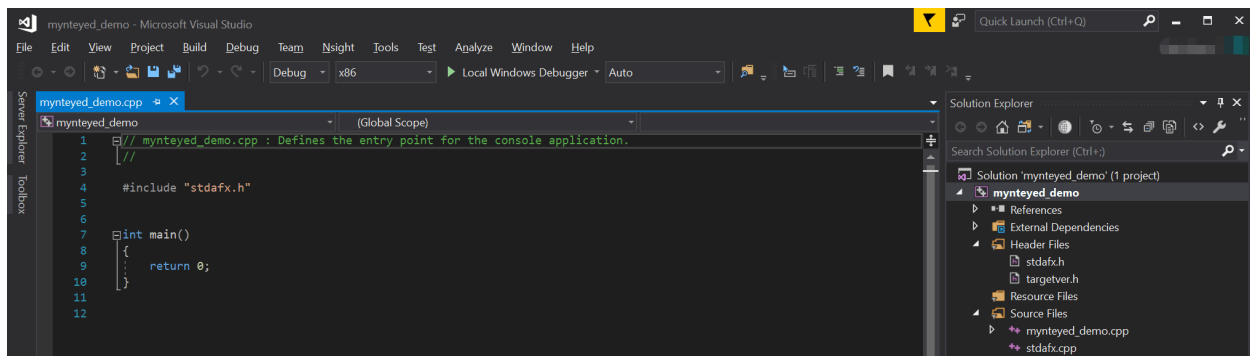 mynteyed_demo - Microsoft Visual Studio
Quick Launch (Ctrl+Q)
File Edit View Project Build Debug Team Nsight Tools Test Analyze Window Help
Debug x86 Local Windows Debugger Auto
Server Explorer
Toolbox
mynteyed_demo.cpp
mynteyed_demo (Global Scope)
1 // mynteyed_demo.cpp : Defines the entry point for the console application.
2 //
3
4 #include "stdafx.h"
5
6
7 int main()
8 {
9 return 0;
10 }
11
12
Solution Explorer
Search Solution Explorer (Ctrl+;)
Solution 'mynteyed_demo' (1 project)
mynteyed_demo
References
External Dependencies
Header Files
stdafx.h
targetver.h
Resource Files
Source Files
mynteyed_demo.cpp
stdafx.cpp